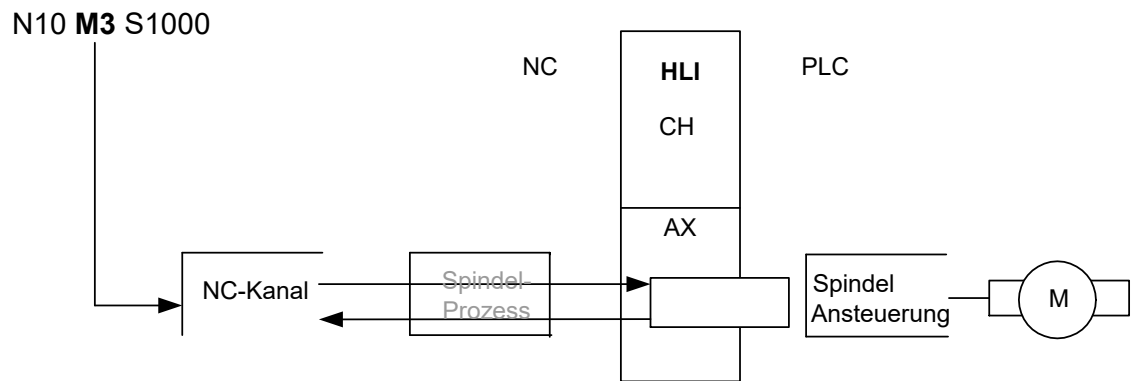 N10 M3 S1000
NC
HLI
PLC
CH
AX
NC-Kanal
Spindel-
Prozess
Spindel
Ansteuerung
M